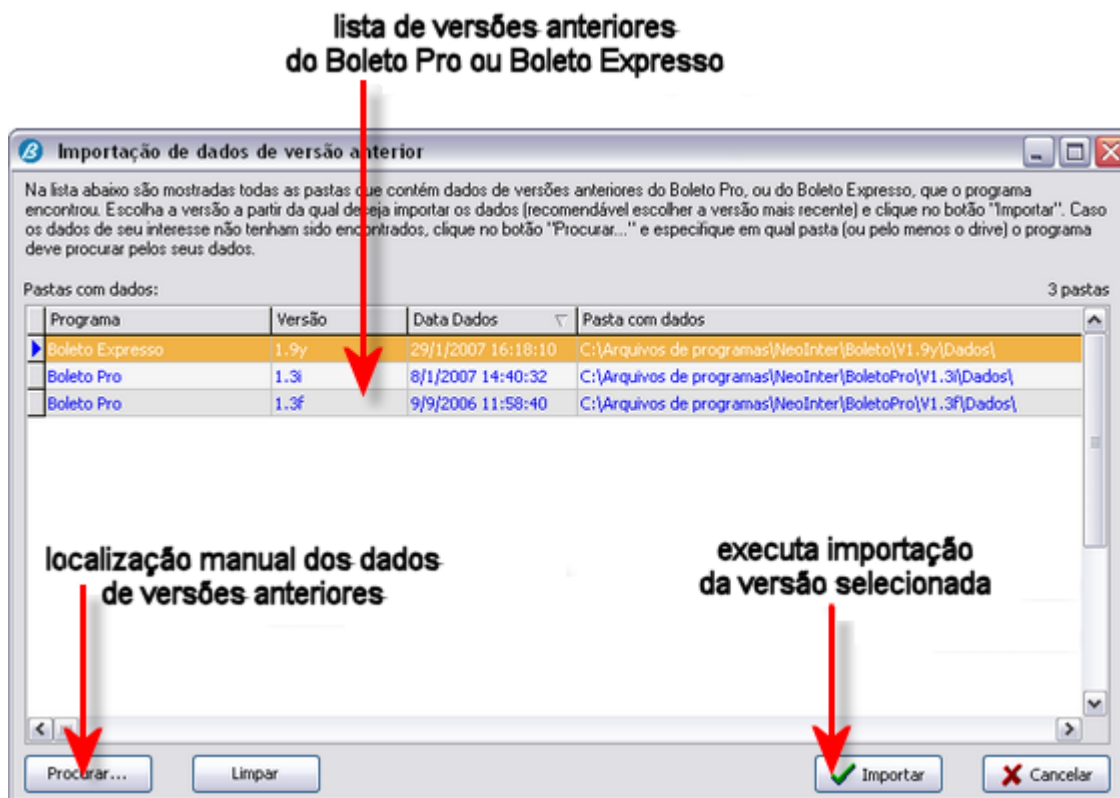 lista de versões anteriores
do Boleto Pro ou Boleto Expresso
Importação de dados de versão anterior
Na lista abaixo são mostradas todas as pastas que contém dados de versões anteriores do Boleto Pro, ou do Boleto Expresso, que o programa
encontrou. Escolha a versão a partir da qual deseja importar os dados (recomendável escolher a versão mais recente) e clique no botão "Importar". Caso
os dados de seu interesse não tenham sido encontrados, clique no botão "Procurar..." e especifique em qual pasta (ou pelo menos o drive) o programa
deve procurar pelos seus dados.
Pastas com dados: 3 pastas
Programa Versão Data Dados Pasta com dados
Boleto Expresso 1.9y 29/1/2007 16:18:10 C:\Arquivos de programas\NeoInter\Boleto\V1.9y\Dados\
Boleto Pro 1.3i 8/1/2007 14:40:32 C:\Arquivos de programas\NeoInter\BoletoPro\V1.3i\Dados\
Boleto Pro 1.3f 9/9/2006 11:58:40 C:\Arquivos de programas\NeoInter\BoletoPro\V1.3f\Dados\
localização manual dos dados
de versões anteriores
executa importação
da versão selecionada
Procurar... Limpar Importar Cancelar